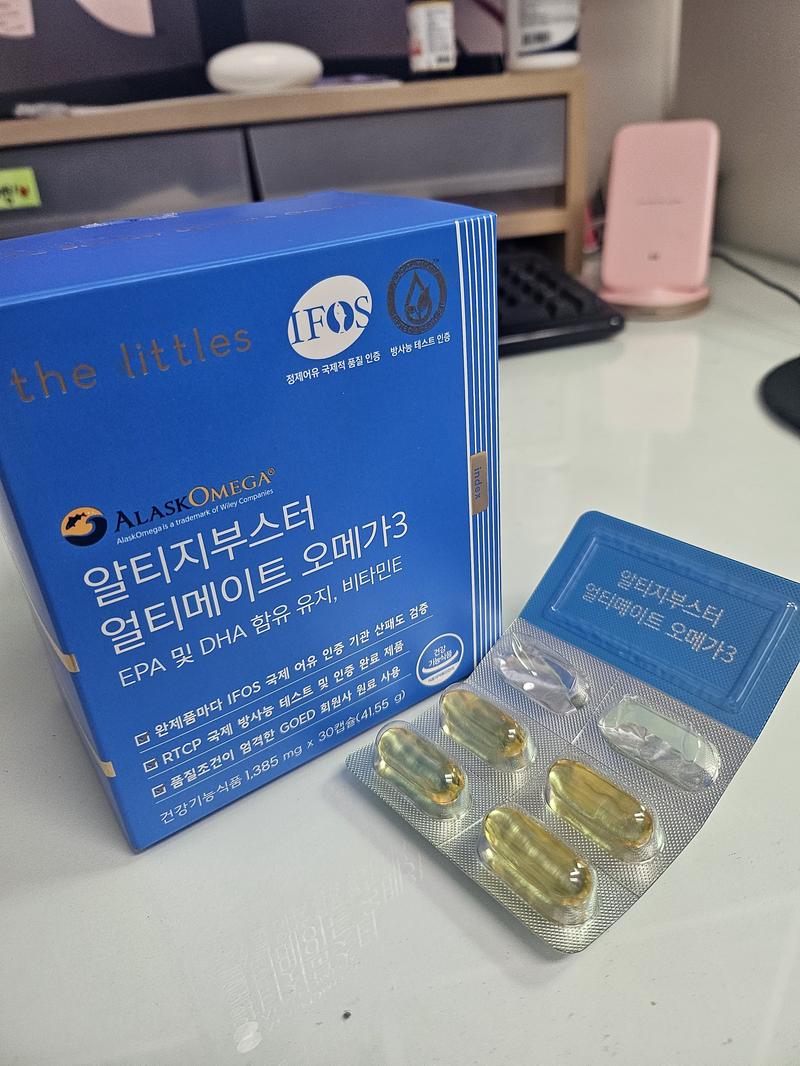 the littles
IFOS
정제어유 국제적 품질 인증
방사능 테스트 인증
index
ALASKOMEGA®
AlaskOmega is a trademark of Wiley Companies
알티지부스터
얼티메이트 오메가3
EPA 및 DHA 함유 유지, 비타민E
완제품마다 IFOS 국제 어유 인증 기관 산패도 검증
RTCP 국제 방사능 테스트 및 인증 완료 제품
품질조건이 엄격한 GOED 회원사 원료 사용
건강기능식품 1,385 mg x 30캡슐(41.55 g)
건강
기능식품
알티지부스터
얼티메이트 오메가3